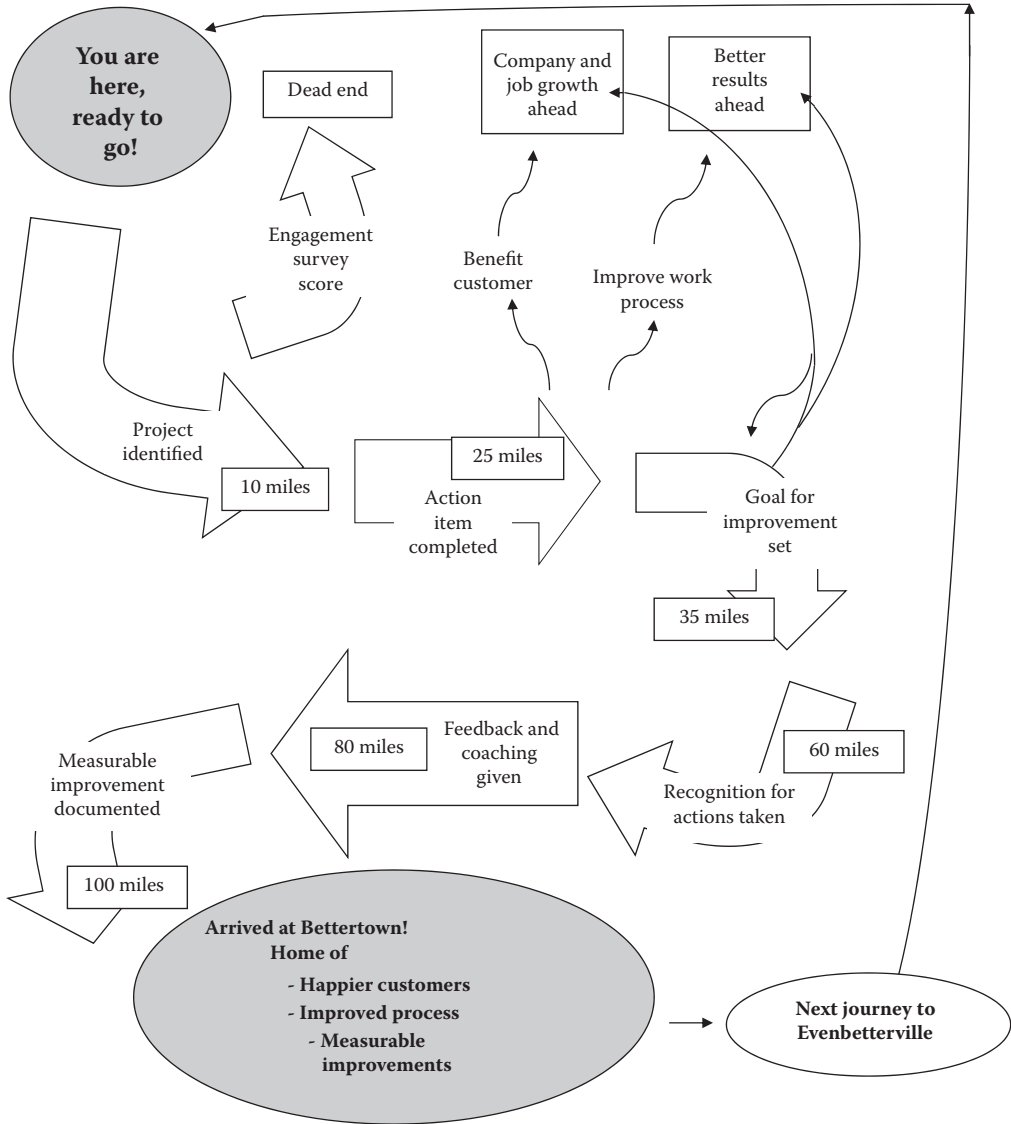 You are
here,
ready to
go!
Dead end
Company and
job growth
ahead
Better
results
ahead
Engagement
survey
score
Benefit
customer
Improve work
process
Project
identified
10 miles
25 miles
Action
item
completed
Goal for
improvement
set
35 miles
60 miles
Recognition for
actions taken
Feedback and
coaching
given
80 miles
Measurable
improvement
documented
100 miles
Arrived at Bettertown!
Home of
- Happier customers
- Improved process
- Measurable
improvements
Next journey to
Evenbetterville